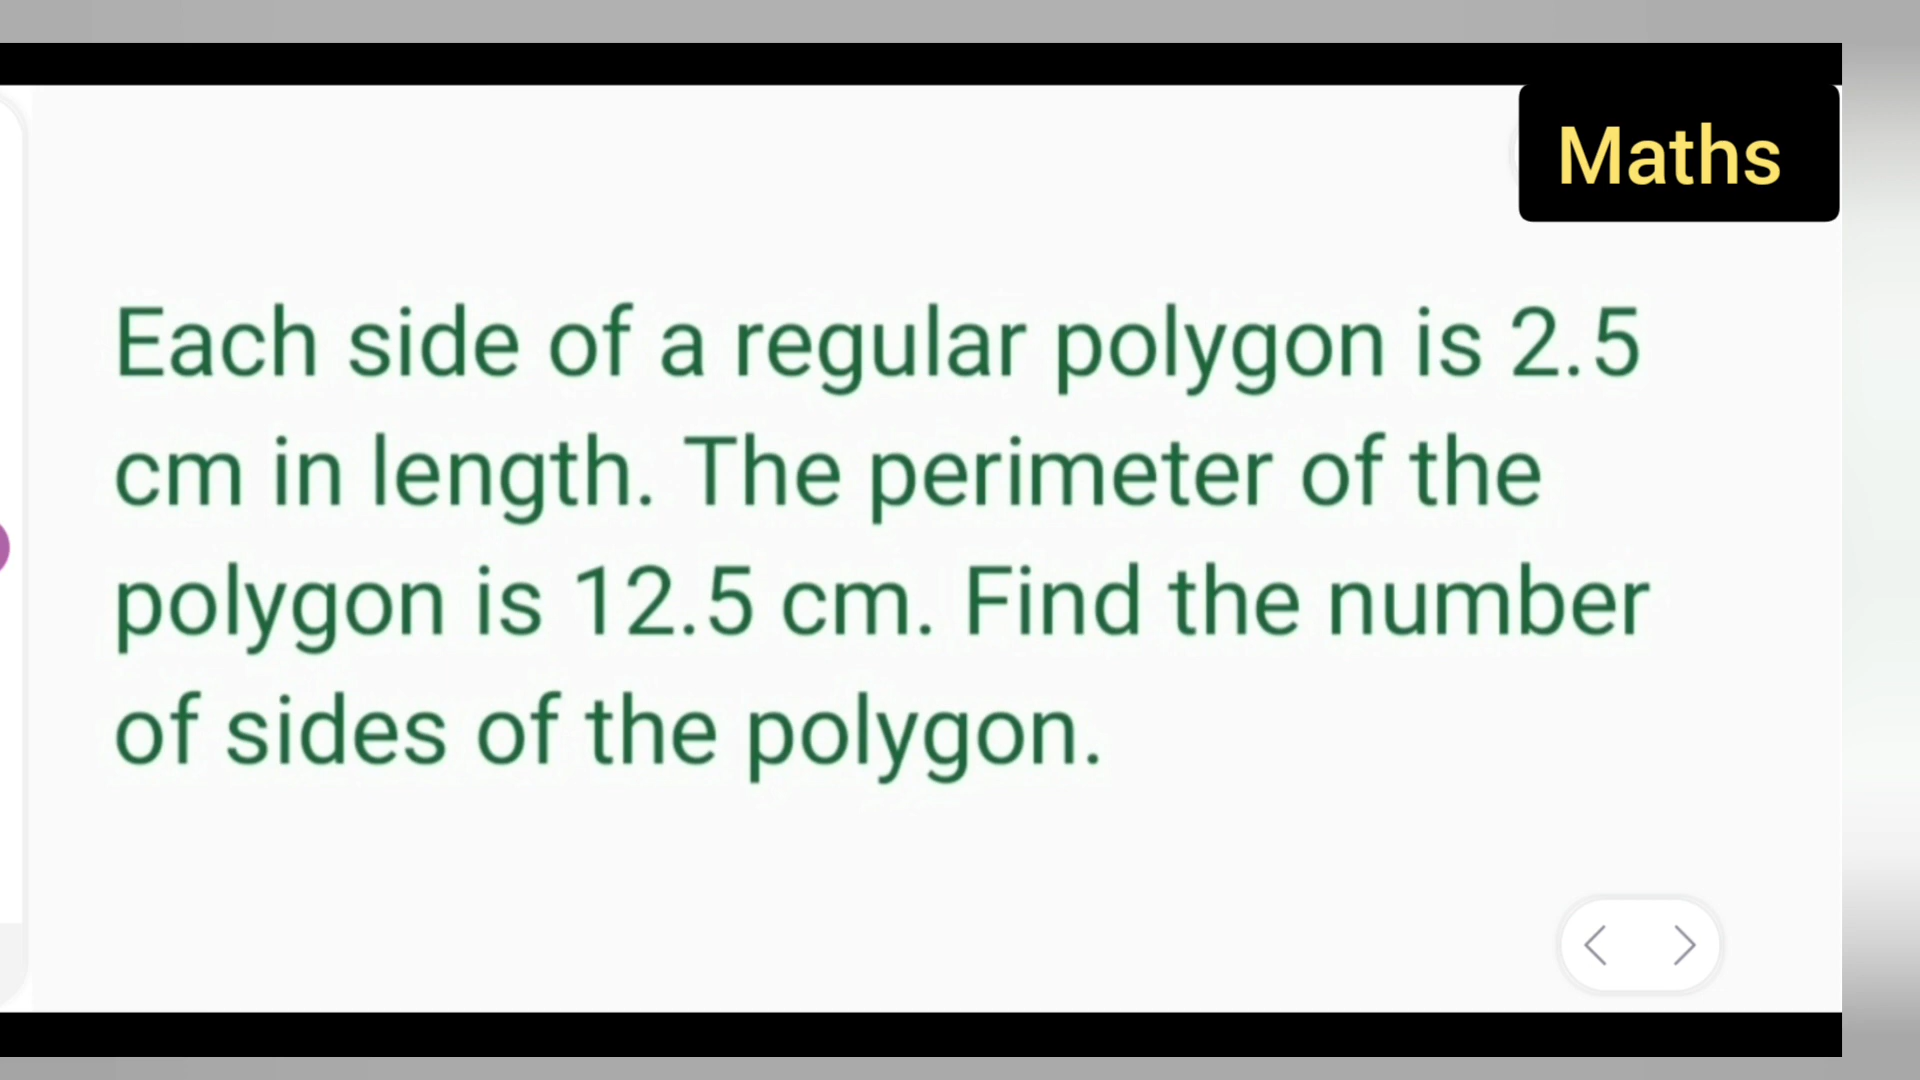 Maths
Each side of a regular polygon is 2.5
cm in length. The perimeter of the
polygon is 12.5 cm. Find the number
of sides of the polygon.